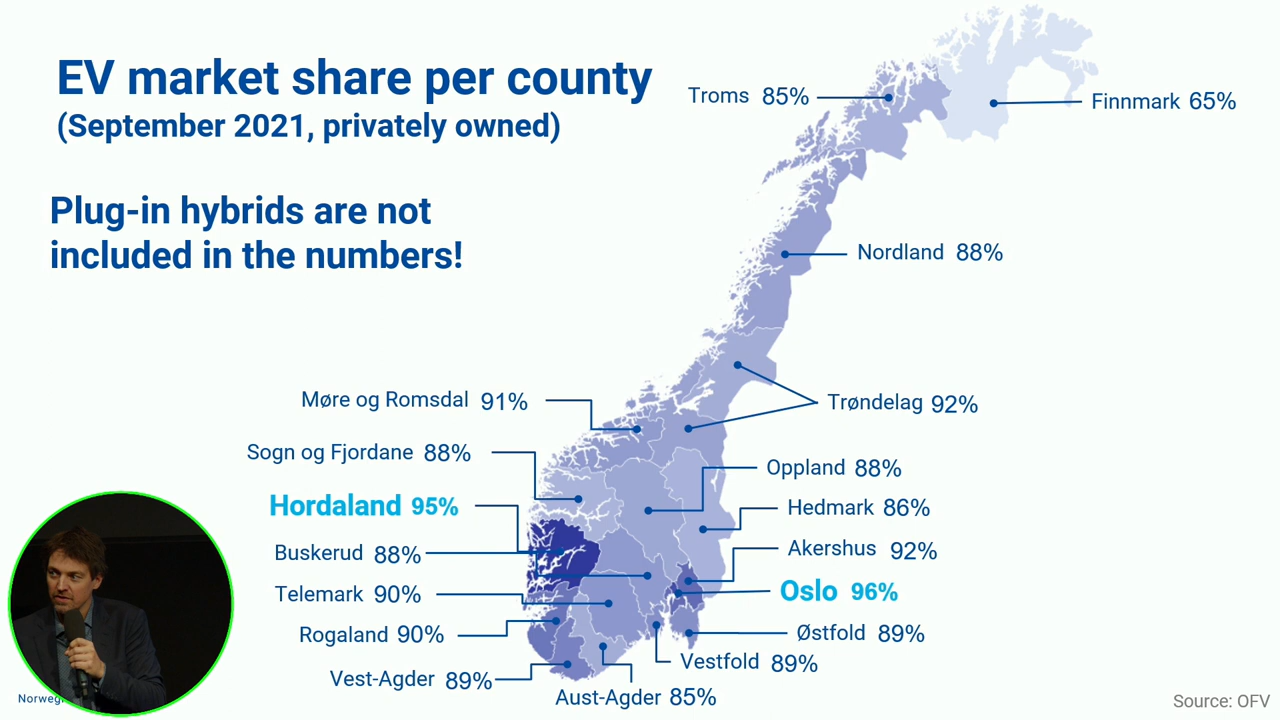 EV market share per county
(September 2021, privately owned)
Plug-in hybrids are not
included in the numbers!
Troms 85%
Finnmark 65%
Nordland 88%
Møre og Romsdal 91%
Trøndelag 92%
Sogn og Fjordane 88%
Oppland 88%
Hordaland 95%
Hedmark 86%
Buskerud 88%
Akershus 92%
Telemark 90%
Oslo 96%
Rogaland 90%
Østfold 89%
Vestfold 89%
Vest-Agder 89%
Aust-Agder 85%
Source: OFV